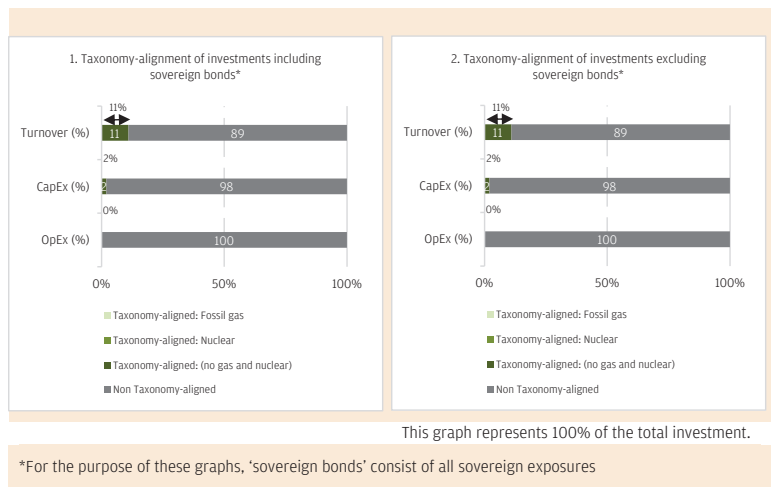 1. Taxonomy-alignment of investments including
sovereign bonds*
11%
Turnover (%)
11
89
2%
CapEx (%)
2
98
0%
OpEx (%)
100
0%
50%
100%
Taxonomy-aligned: Fossil gas
Taxonomy-aligned: Nuclear
Taxonomy-aligned: (no gas and nuclear)
Non Taxonomy-aligned
2. Taxonomy-alignment of investments excluding
sovereign bonds*
11%
Turnover (%)
11
89
2%
CapEx (%)
2
98
0%
OpEx (%)
100
0%
50%
100%
Taxonomy-aligned: Fossil gas
Taxonomy-aligned: Nuclear
Taxonomy-aligned: (no gas and nuclear)
Non Taxonomy-aligned
This graph represents 100% of the total investment.
*For the purpose of these graphs, ‘sovereign bonds’ consist of all sovereign exposures